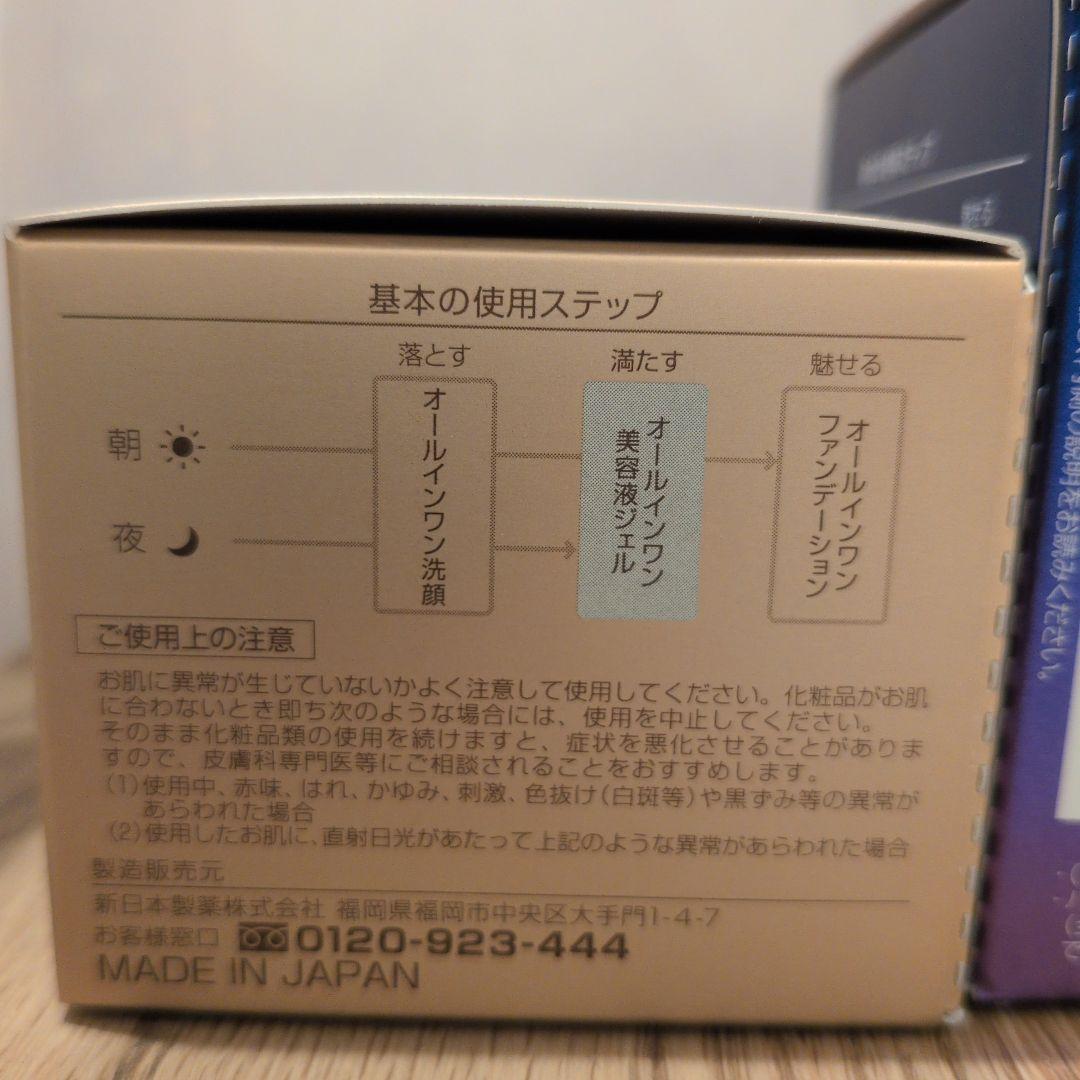 基本の使用ステップ
落とす
満たす
魅せる
朝
夜
オールインワン洗顔
オールインワン
美容液ジェル
オールインワン
ファンデーション
ご使用上の注意
お肌に異常が生じていないかよく注意して使用してください。化粧品がお肌
に合わないとき即ち次のような場合には、使用を中止してください。
そのまま化粧品類の使用を続けますと、症状を悪化させることがありま
すので、皮膚科専門医等にご相談されることをおすすめします。
(1)使用中、赤味、はれ、かゆみ、刺激、色抜け(白斑等)や黒ずみ等の異常が
あらわれた場合
(2)使用したお肌に、直射日光があたって上記のような異常があらわれた場合
製造販売元
新日本製薬株式会社 福岡県福岡市中央区大手門1-4-7
お客様窓口 0120-923-444
MADE IN JAPAN
魅せる
の説明をお読みください。